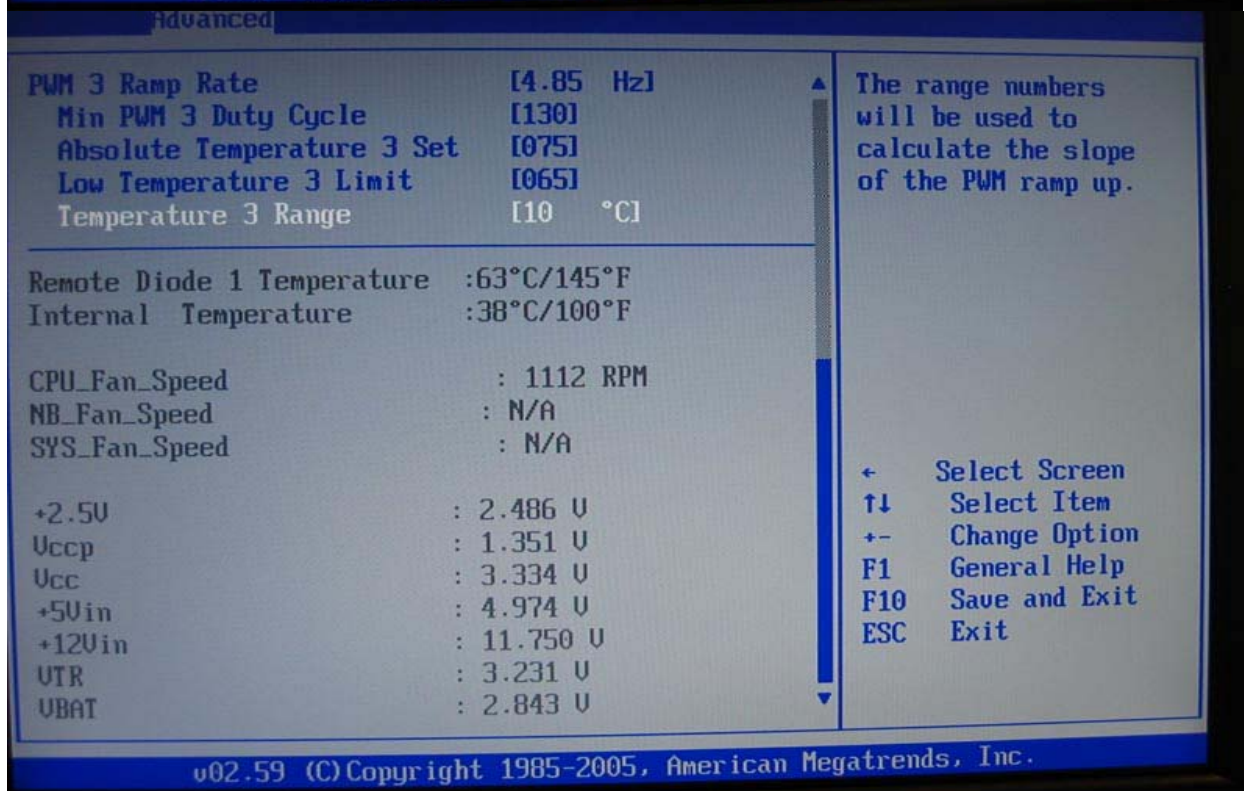 Advanced
PWM 3 Ramp Rate [4.85 Hz]
Min PWM 3 Duty Cycle [130]
Absolute Temperature 3 Set [075]
Low Temperature 3 Limit [065]
Temperature 3 Range [10 °C]
Remote Diode 1 Temperature :63°C/145°F
Internal Temperature :38°C/100°F
CPU_Fan_Speed : 1112 RPM
NB_Fan_Speed : N/A
SYS_Fan_Speed : N/A
+2.5V : 2.486 V
Vccp : 1.351 V
Vcc : 3.334 V
+5Vin : 4.974 V
+12Vin : 11.750 V
VTR : 3.231 V
VBAT : 2.843 V
The range numbers
will be used to
calculate the slope
of the PWM ramp up.
← Select Screen
↑↓ Select Item
+- Change Option
F1 General Help
F10 Save and Exit
ESC Exit
v02.59 (C)Copyright 1985-2005, American Megatrends, Inc.